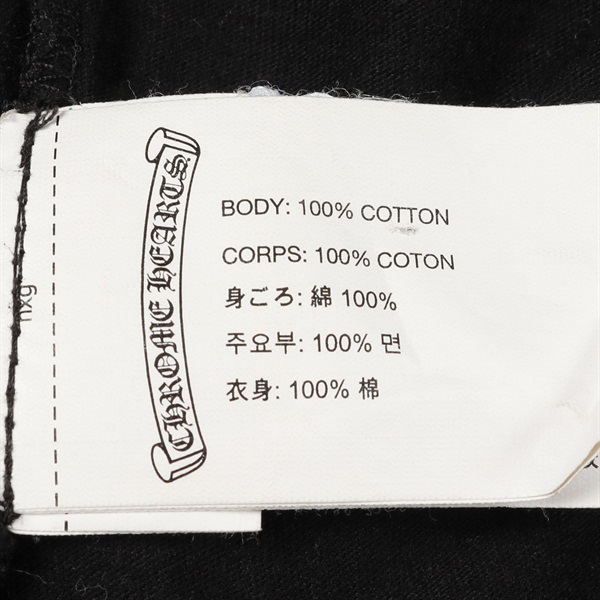 CHROME HEARTS
BODY: 100% COTTON
CORPS: 100% COTON
身ごろ: 綿 100%
주요부: 100% 면
衣身: 100% 棉
nxg